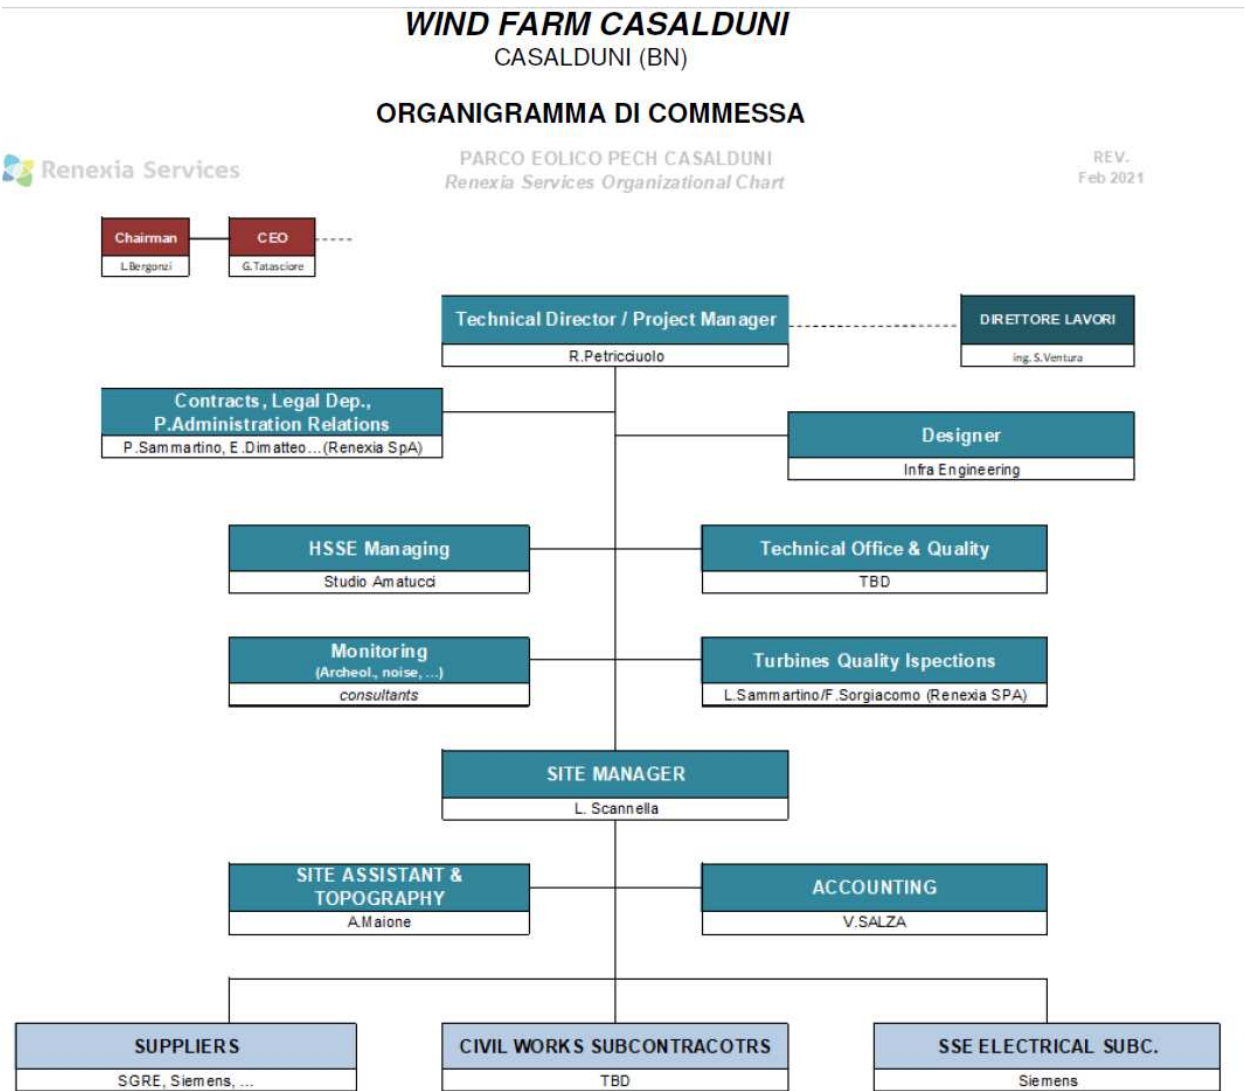 WIND FARM CASALDUNI
CASALDUNI (BN)
ORGANIGRAMMA DI COMMESSA
Renexia Services
PARCO EOLICO PECH CASALDUNI
Renexia Services Organizational Chart
REV.
Feb 2021
Chairman
L.Bergonzi
CEO
G.Tatasciore
Technical Director / Project Manager
R.Petricciuolo
DIRETTORE LAVORI
ing. S.Ventura
Contracts, Legal Dep.,
P.Administration Relations
P.Sammartino, E.Dimatteo...(Renexia SpA)
Designer
Infra Engineering
HSSE Managing
Studio Amatucci
Technical Office & Quality
TBD
Monitoring
(Archeol., noise, ...)
consultants
Turbines Quality Ispections
L.Sammartino/F.Sorgiacomo (Renexia SPA)
SITE MANAGER
L. Scannella
SITE ASSISTANT &
TOPOGRAPHY
A.Maione
ACCOUNTING
V.SALZA
SUPPLIERS
SGRE, Siemens, ...
CIVIL WORKS SUBCONTRACOTRS
TBD
SSE ELECTRICAL SUBC.
Siemens